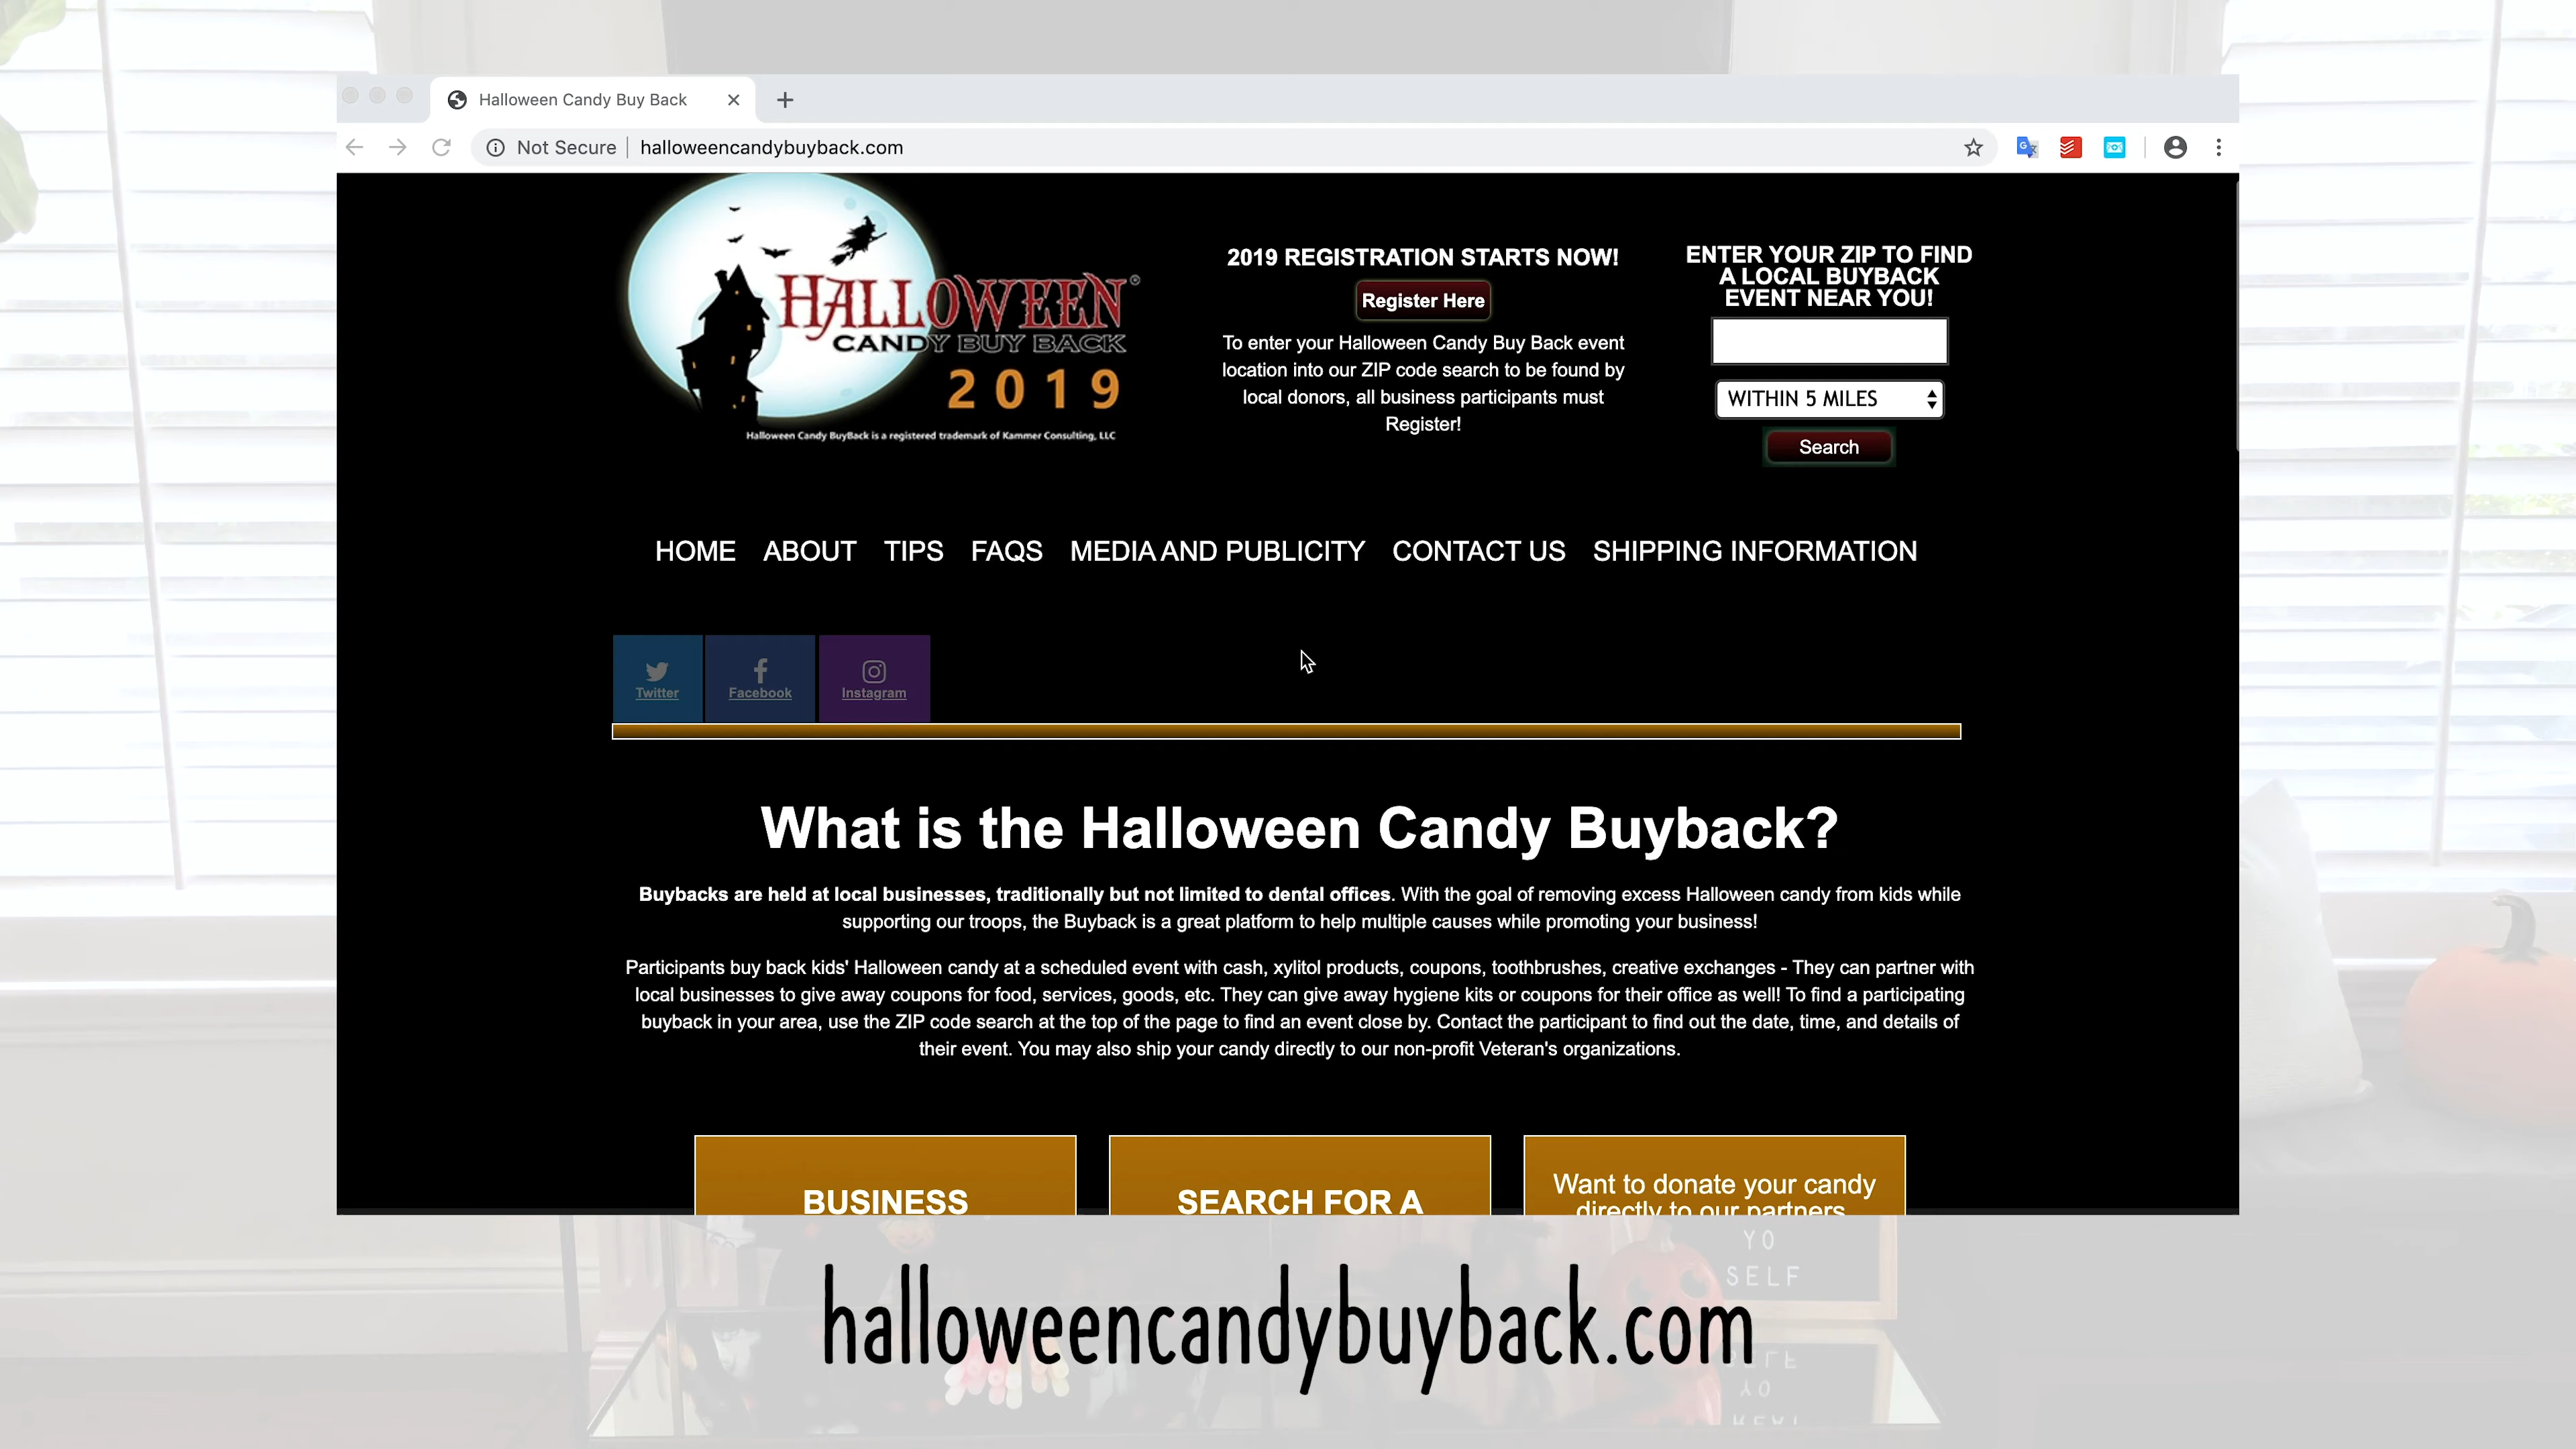 Halloween Candy Buy Back
Not Secure
halloweencandybuyback.com
HALLOWEEN®
CANDY BUY BACK
2019
Halloween Candy BuyBack is a registered trademark of Kammer Consulting, LLC
2019 REGISTRATION STARTS NOW!
Register Here
To enter your Halloween Candy Buy Back event
location into our ZIP code search to be found by
local donors, all business participants must
Register!
ENTER YOUR ZIP TO FIND
A LOCAL BUYBACK
EVENT NEAR YOU!
WITHIN 5 MILES
Search
HOME ABOUT TIPS FAQS MEDIA AND PUBLICITY CONTACT US SHIPPING INFORMATION
Twitter
Facebook
Instagram
What is the Halloween Candy Buyback?
Buybacks are held at local businesses, traditionally but not limited to dental offices. With the goal of removing excess Halloween candy from kids while
supporting our troops, the Buyback is a great platform to help multiple causes while promoting your business!
Participants buy back kids' Halloween candy at a scheduled event with cash, xylitol products, coupons, toothbrushes, creative exchanges - They can partner with
local businesses to give away coupons for food, services, goods, etc. They can give away hygiene kits or coupons for their office as well! To find a participating
buyback in your area, use the ZIP code search at the top of the page to find an event close by. Contact the participant to find out the date, time, and details of
their event. You may also ship your candy directly to our non-profit Veteran's organizations.
BUSINESS
SEARCH FOR A
Want to donate your candy
directly to our partners
YO
SELF
halloweencandybuyback.com